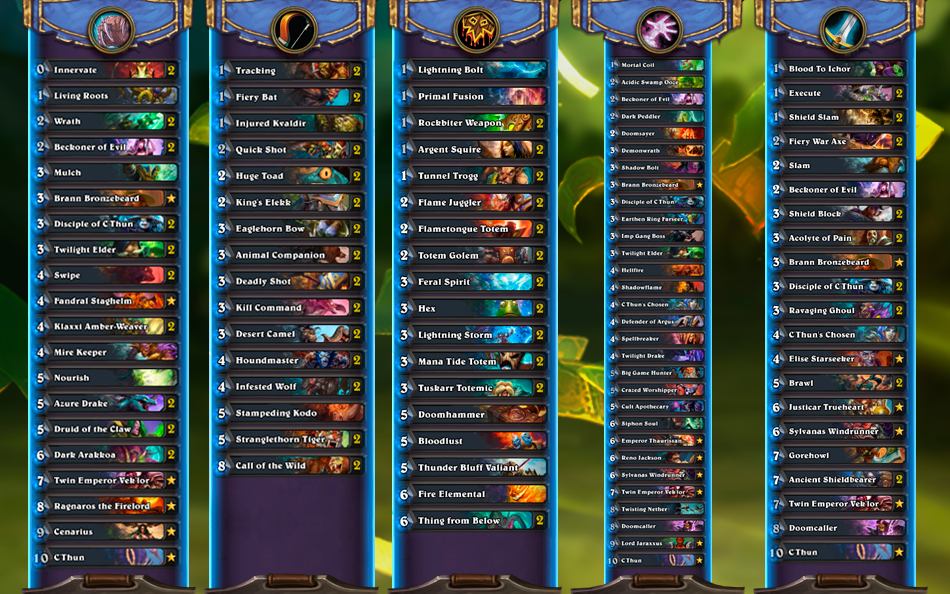 0 Innervate 2
1 Living Roots
2 Wrath 2
2 Beckoner of Evil 2
3 Mulch
3 Brann Bronzebeard
3 Disciple of C'Thun 2
3 Twilight Elder 2
4 Swipe 2
4 Fandral Staghelm
4 Klaxxi Amber-Weaver 2
4 Mire Keeper
5 Nourish
5 Azure Drake 2
5 Druid of the Claw 2
6 Dark Arakkoa 2
7 Twin Emperor Vek'lor
8 Ragnaros the Firelord
9 Cenarius
10 C'Thun
1 Tracking 2
1 Fiery Bat 2
1 Injured Kvaldir 2
2 Quick Shot 2
2 Huge Toad 2
2 King's Elekk 2
3 Eaglehorn Bow 2
3 Animal Companion 2
3 Deadly Shot 2
3 Kill Command 2
3 Desert Camel 2
4 Houndmaster 2
4 Infested Wolf 2
5 Stampeding Kodo
5 Stranglethorn Tiger 2
8 Call of the Wild 2
1 Lightning Bolt
1 Primal Fusion
1 Rockbiter Weapon 2
1 Argent Squire 2
1 Tunnel Trogg 2
2 Flame Juggler 2
2 Flametongue Totem 2
2 Totem Golem 2
3 Feral Spirit
3 Hex
3 Lightning Storm 2
3 Mana Tide Totem
3 Tuskarr Totemic 2
5 Doomhammer
5 Bloodlust
5 Thunder Bluff Valiant
6 Fire Elemental
6 Thing from Below 2
1 Mortal Coil
2 Acidic Swamp Ooze
2 Beckoner of Evil
2 Dark Peddler
2 Doomsayer
3 Demonwrath
3 Shadow Bolt
3 Brann Bronzebeard
3 Disciple of C'Thun
3 Earthen Ring Farseer
3 Imp Gang Boss
3 Twilight Elder
4 Hellfire
4 Shadowflame
4 C'Thun's Chosen
4 Defender of Argus
4 Spellbreaker
4 Twilight Drake
5 Big Game Hunter
5 Crazed Worshipper
5 Cult Apothecary
6 Siphon Soul
6 Emperor Thaurissan
6 Reno Jackson
6 Sylvanas Windrunner
7 Twin Emperor Vek'lor
8 Twisting Nether
8 Doomcaller
9 Lord Jaraxxus
10 C'Thun
1 Blood To Ichor 2
1 Execute 2
1 Shield Slam 2
2 Fiery War Axe 2
2 Slam
2 Beckoner of Evil
3 Shield Block 2
3 Acolyte of Pain 2
3 Brann Bronzebeard
3 Disciple of C'Thun 2
3 Ravaging Ghoul 2
4 C'Thun's Chosen
4 Elise Starseeker
5 Brawl 2
6 Justicar Trueheart
6 Sylvanas Windrunner
7 Gorehowl
7 Ancient Shieldbearer 2
7 Twin Emperor Vek'lor
8 Doomcaller
10 C'Thun